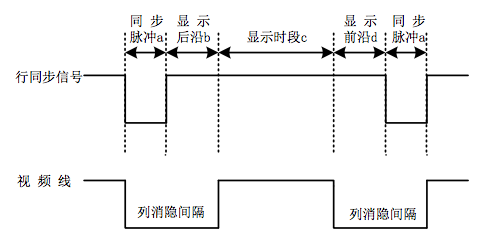 同 步
脉冲a
显 示
后沿b
显示时段c
显 示
前沿d
同 步
脉冲a
行同步信号
视 频 线
列消隐间隔
列消隐间隔